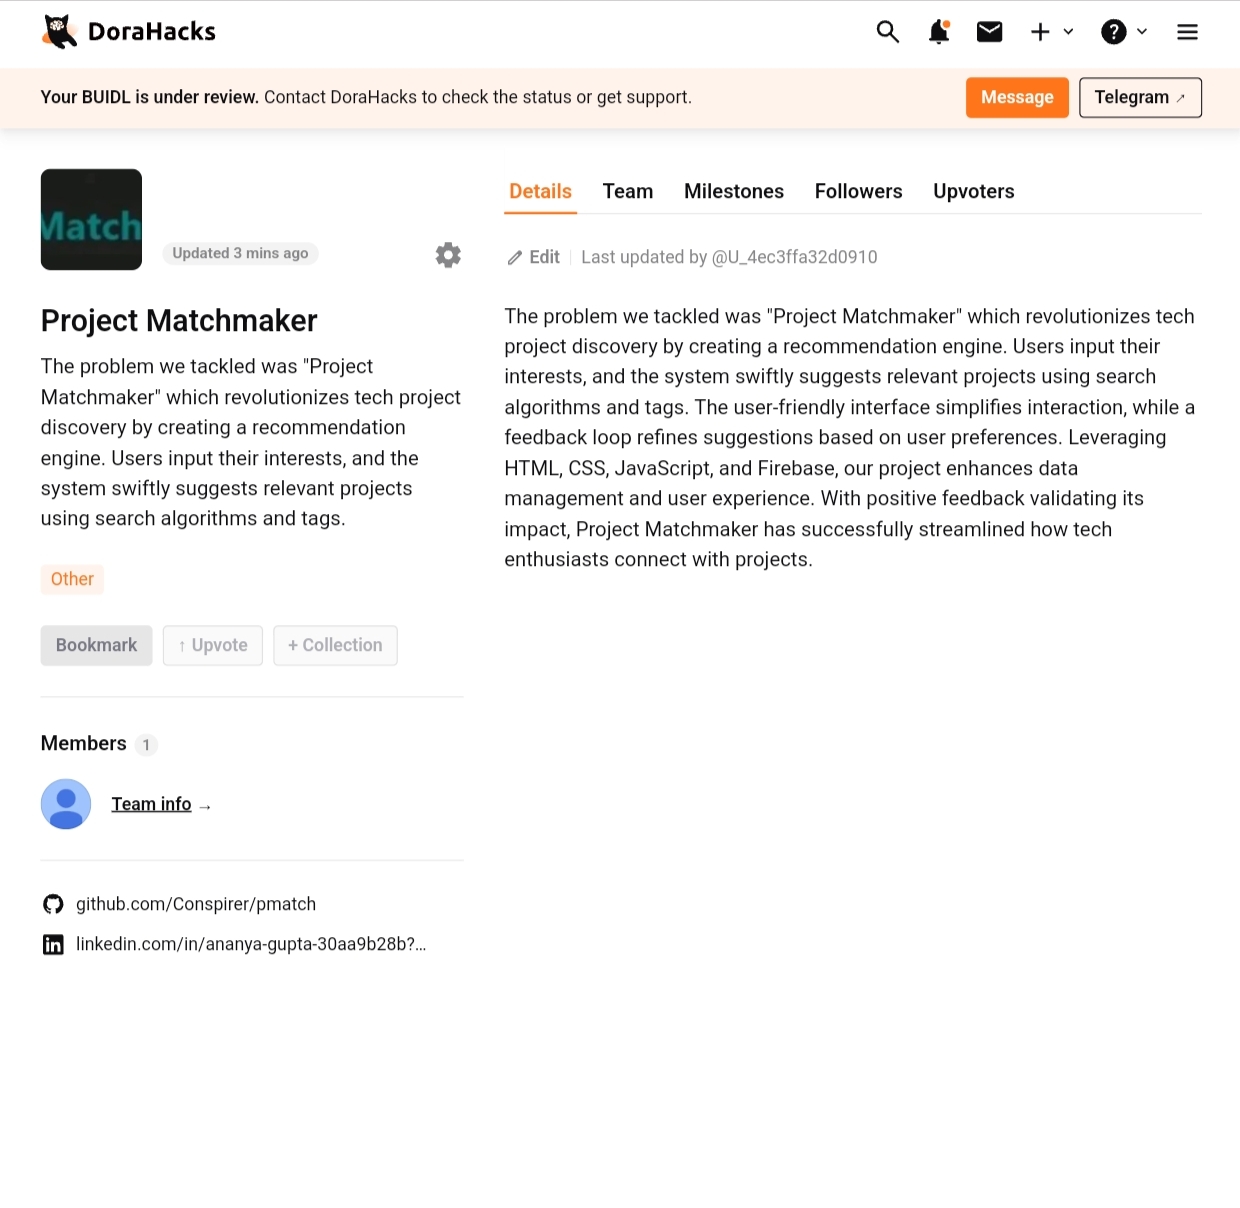 DoraHacks
Your BUIDL is under review. Contact DoraHacks to check the status or get support.
Message
Telegram ↗
Match
Updated 3 mins ago
Project Matchmaker
The problem we tackled was "Project
Matchmaker" which revolutionizes tech project
discovery by creating a recommendation
engine. Users input their interests, and the
system swiftly suggests relevant projects
using search algorithms and tags.
Other
Bookmark
↑ Upvote
+ Collection
Members 1
Team info →
github.com/Conspirer/pmatch
linkedin.com/in/ananya-gupta-30aa9b28b?...
Details
Team
Milestones
Followers
Upvoters
Edit
Last updated by @U_4ec3ffa32d0910
The problem we tackled was "Project Matchmaker" which revolutionizes tech
project discovery by creating a recommendation engine. Users input their
interests, and the system swiftly suggests relevant projects using search
algorithms and tags. The user-friendly interface simplifies interaction, while a
feedback loop refines suggestions based on user preferences. Leveraging
HTML, CSS, JavaScript, and Firebase, our project enhances data
management and user experience. With positive feedback validating its
impact, Project Matchmaker has successfully streamlined how tech
enthusiasts connect with projects.